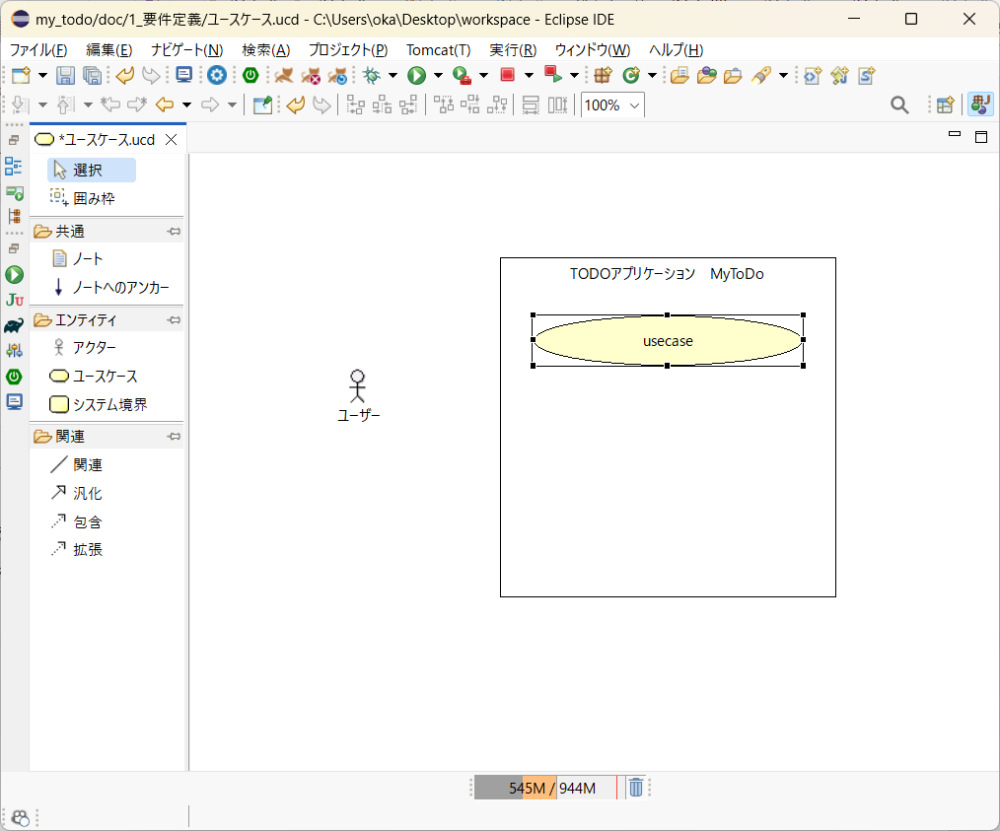 my_todo/doc/1_要件定義/ユースケース.ucd - C:\Users\oka\Desktop\workspace - Eclipse IDE
ファイル(F) 編集(E) ナビゲート(N) 検索(A) プロジェクト(P) Tomcat(T) 実行(R) ウィンドウ(W) ヘルプ(H)
100%
*ユースケース.ucd
選択
囲み枠
共通
ノート
ノートへのアンカー
エンティティ
アクター
ユースケース
システム境界
関連
関連
汎化
包含
拡張
JU
TODOアプリケーション MyToDo
usecase
ユーザー
545M / 944M